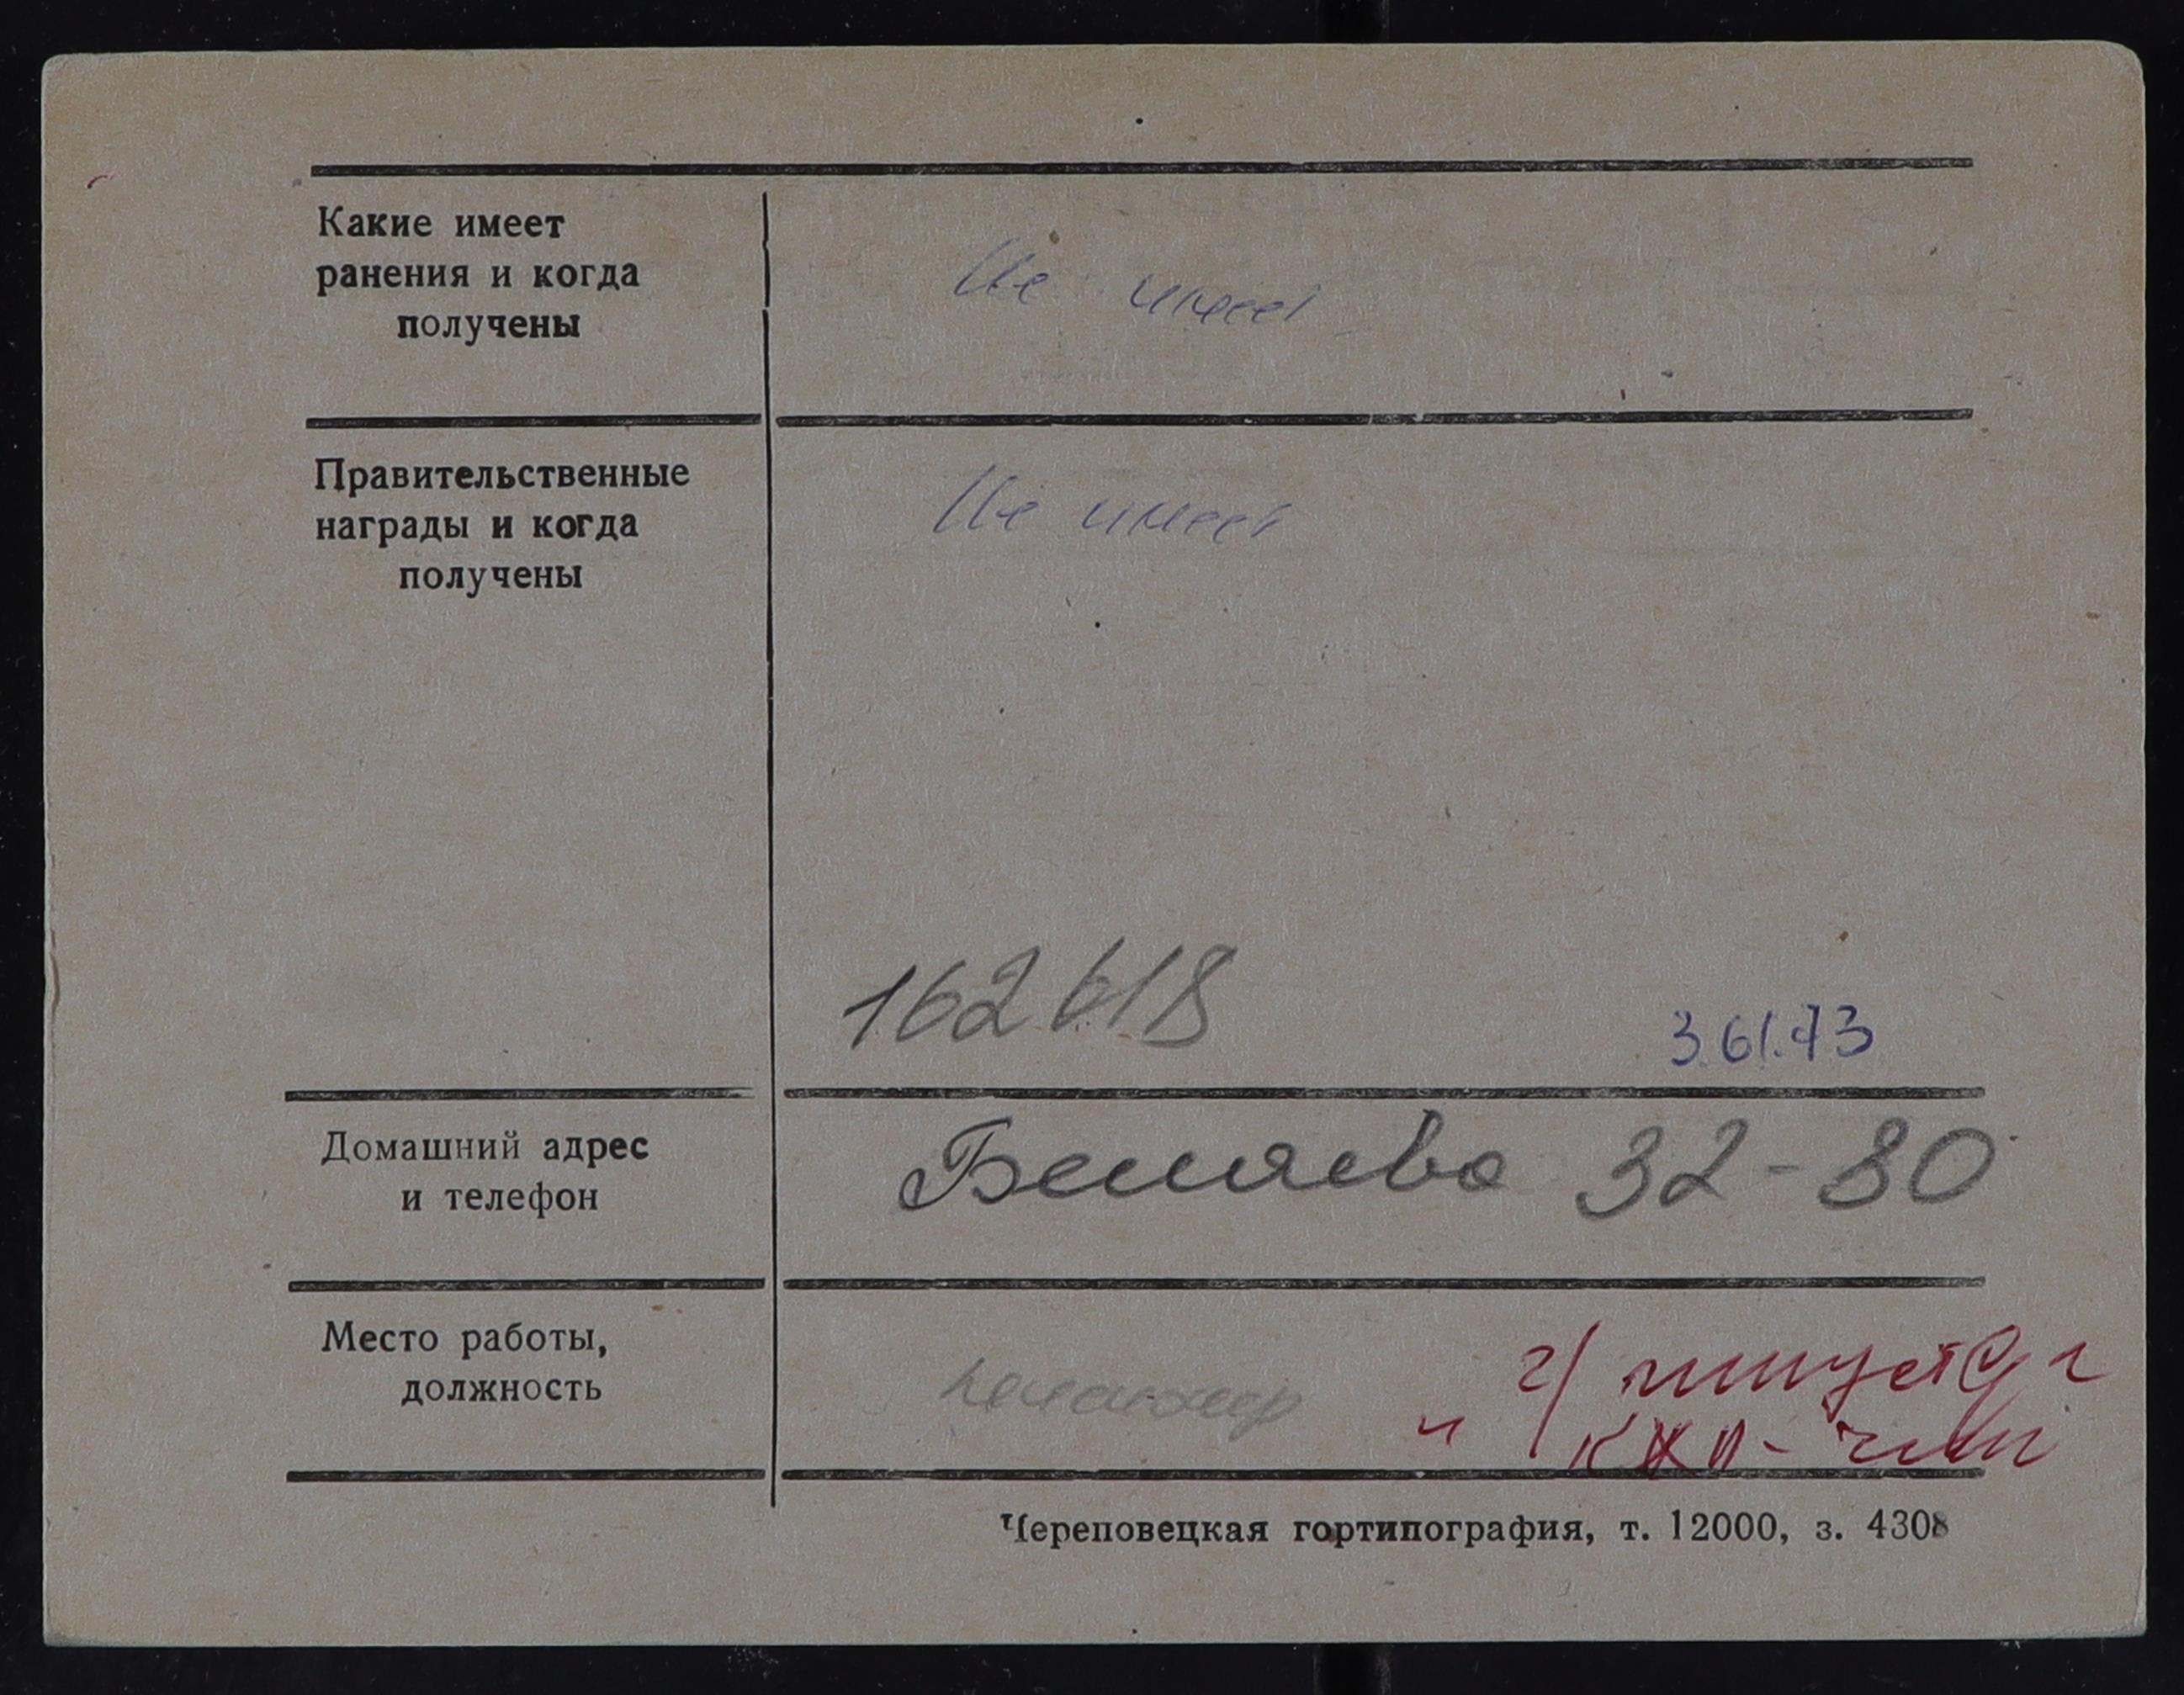 Какие имеет
ранения и когда
получены
Не имеет
Правительственные
награды и когда
получены
Не имеет
162618
361.73
Домашний адрес
и телефон
Беляева 32-80
Место работы,
должность
Череповецкая гортипография, т. 12000, з. 4308